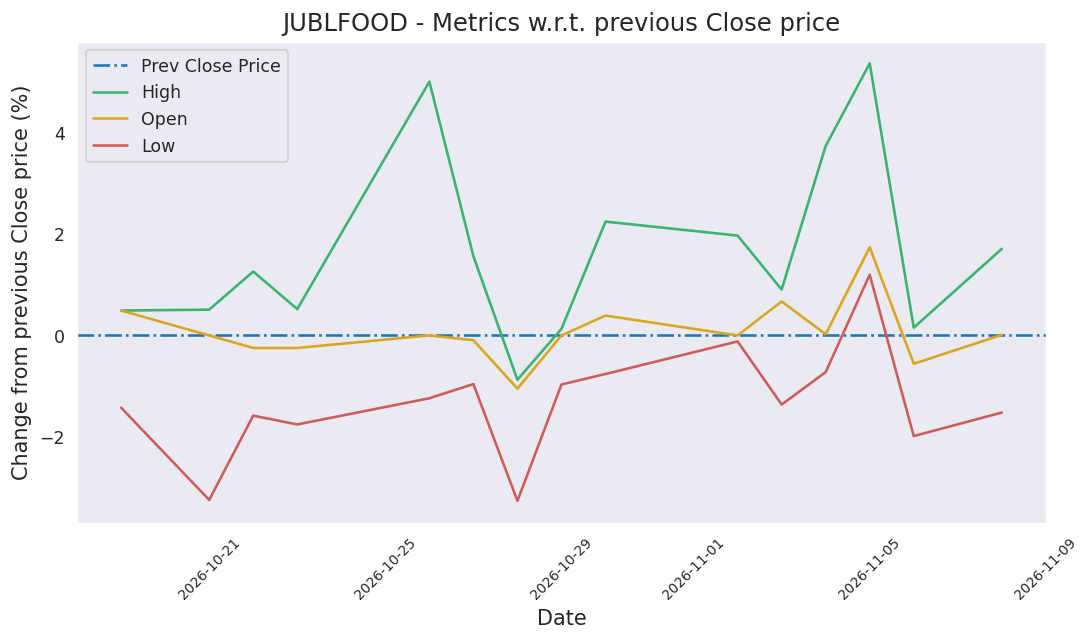 JUBLFOOD - Metrics w.r.t. previous Close price
Prev Close Price
High
Open
Low
Change from previous Close price (%)
4
2
0
−2
2026-10-21
2026-10-25
2026-10-29
2026-11-01
2026-11-05
2026-11-09
Date